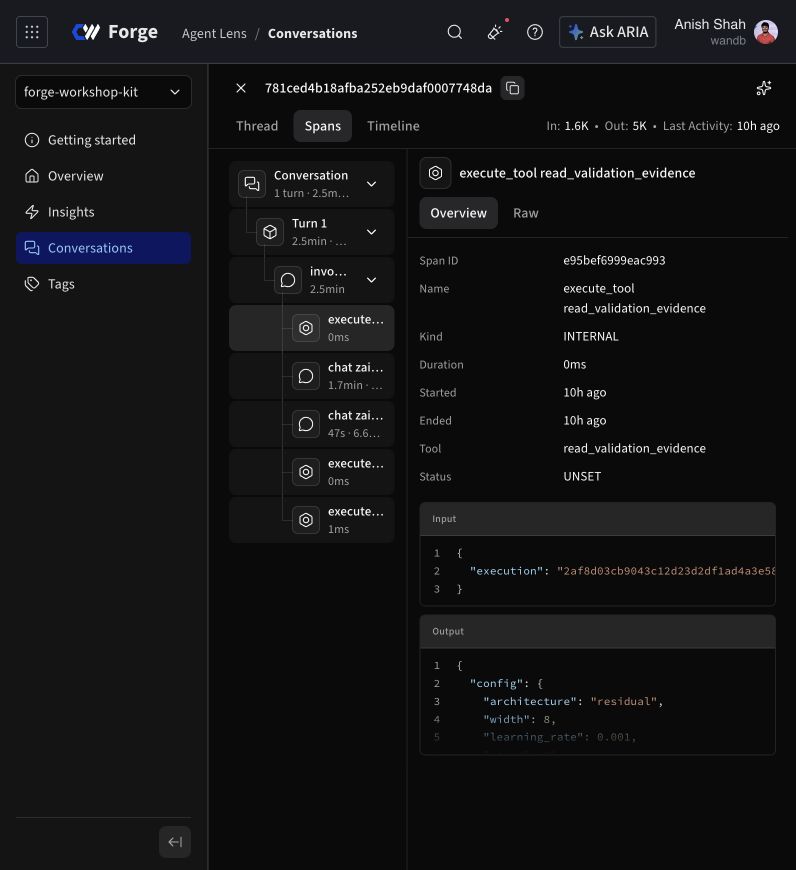 Forge
Agent Lens / Conversations
Ask ARIA
Anish Shah
wandb
forge-workshop-kit
Getting started
Overview
Insights
Conversations
Tags
781ced4b18afba252eb9daf0007748da
Thread
Spans
Timeline
In: 1.6K • Out: 5K • Last Activity: 10h ago
Conversation
1 turn · 2.5m…
Turn 1
2.5min · …
invo…
2.5min
execute…
0ms
chat zai…
1.7min · …
chat zai…
47s · 6.6…
execute…
0ms
execute…
1ms
execute_tool read_validation_evidence
Overview
Raw
Span ID e95bef6999eac993
Name execute_tool
read_validation_evidence
Kind INTERNAL
Duration 0ms
Started 10h ago
Ended 10h ago
Tool read_validation_evidence
Status UNSET
Input
1 {
2 "execution": "2af8d03cb9043c12d23d2df1ad4a3e58
3 }
Output
1 {
2 "config": {
3 "architecture": "residual",
4 "width": 8,
5 "learning_rate": 0.001,